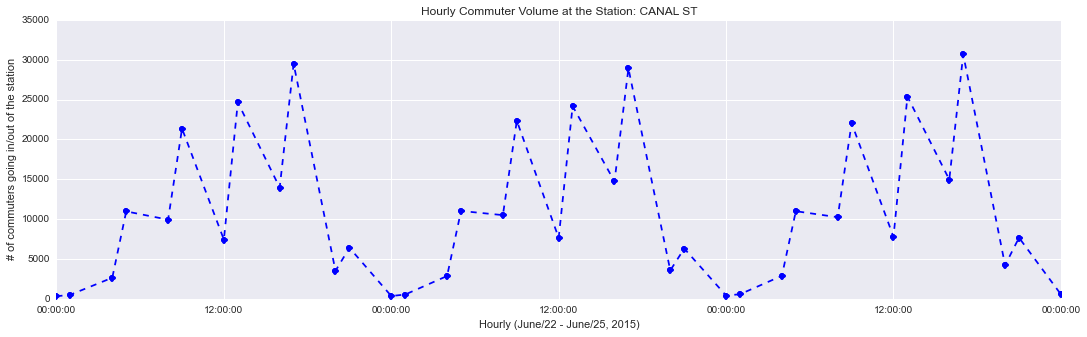 Hourly Commuter Volume at the Station: CANAL ST
# of commuters going in/out of the station
35000
30000
25000
20000
15000
10000
5000
0
00:00:00 12:00:00 00:00:00 12:00:00 00:00:00 12:00:00 00:00:00
Hourly (June/22 - June/25, 2015)